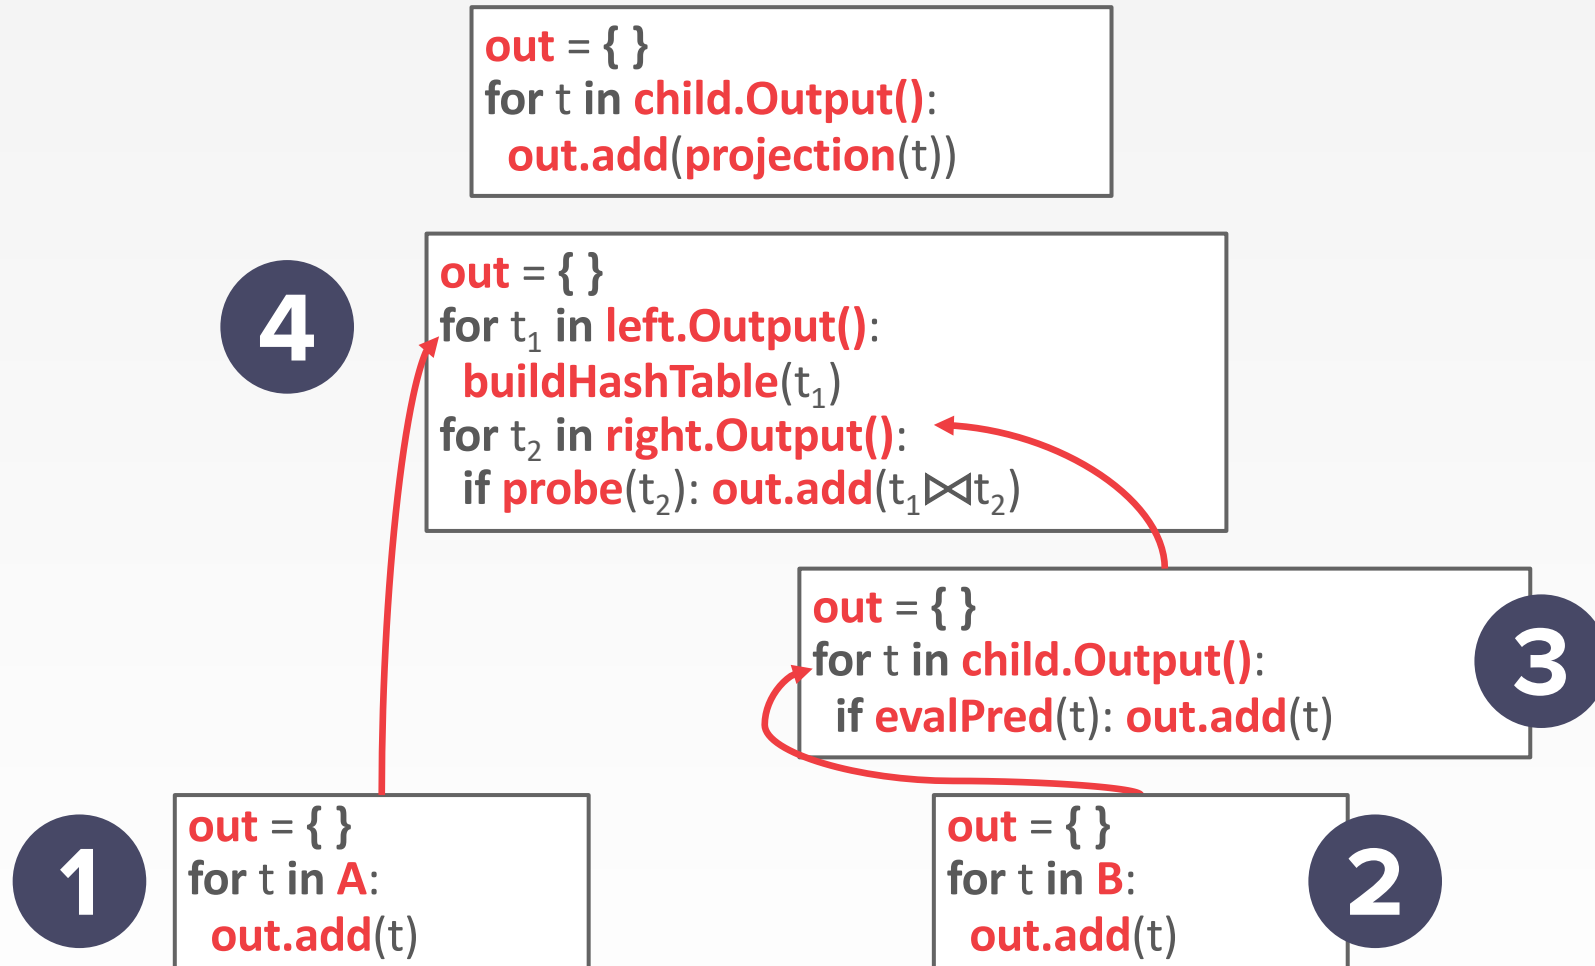 out = { }
for t in child.Output():
out.add(projection(t))
4
out = { }
for t₁ in left.Output():
buildHashTable(t₁)
for t₂ in right.Output():
if probe(t₂): out.add(t₁⨝t₂)
out = { }
for t in child.Output():
if evalPred(t): out.add(t)
3
1
out = { }
for t in A:
out.add(t)
out = { }
for t in B:
out.add(t)
2